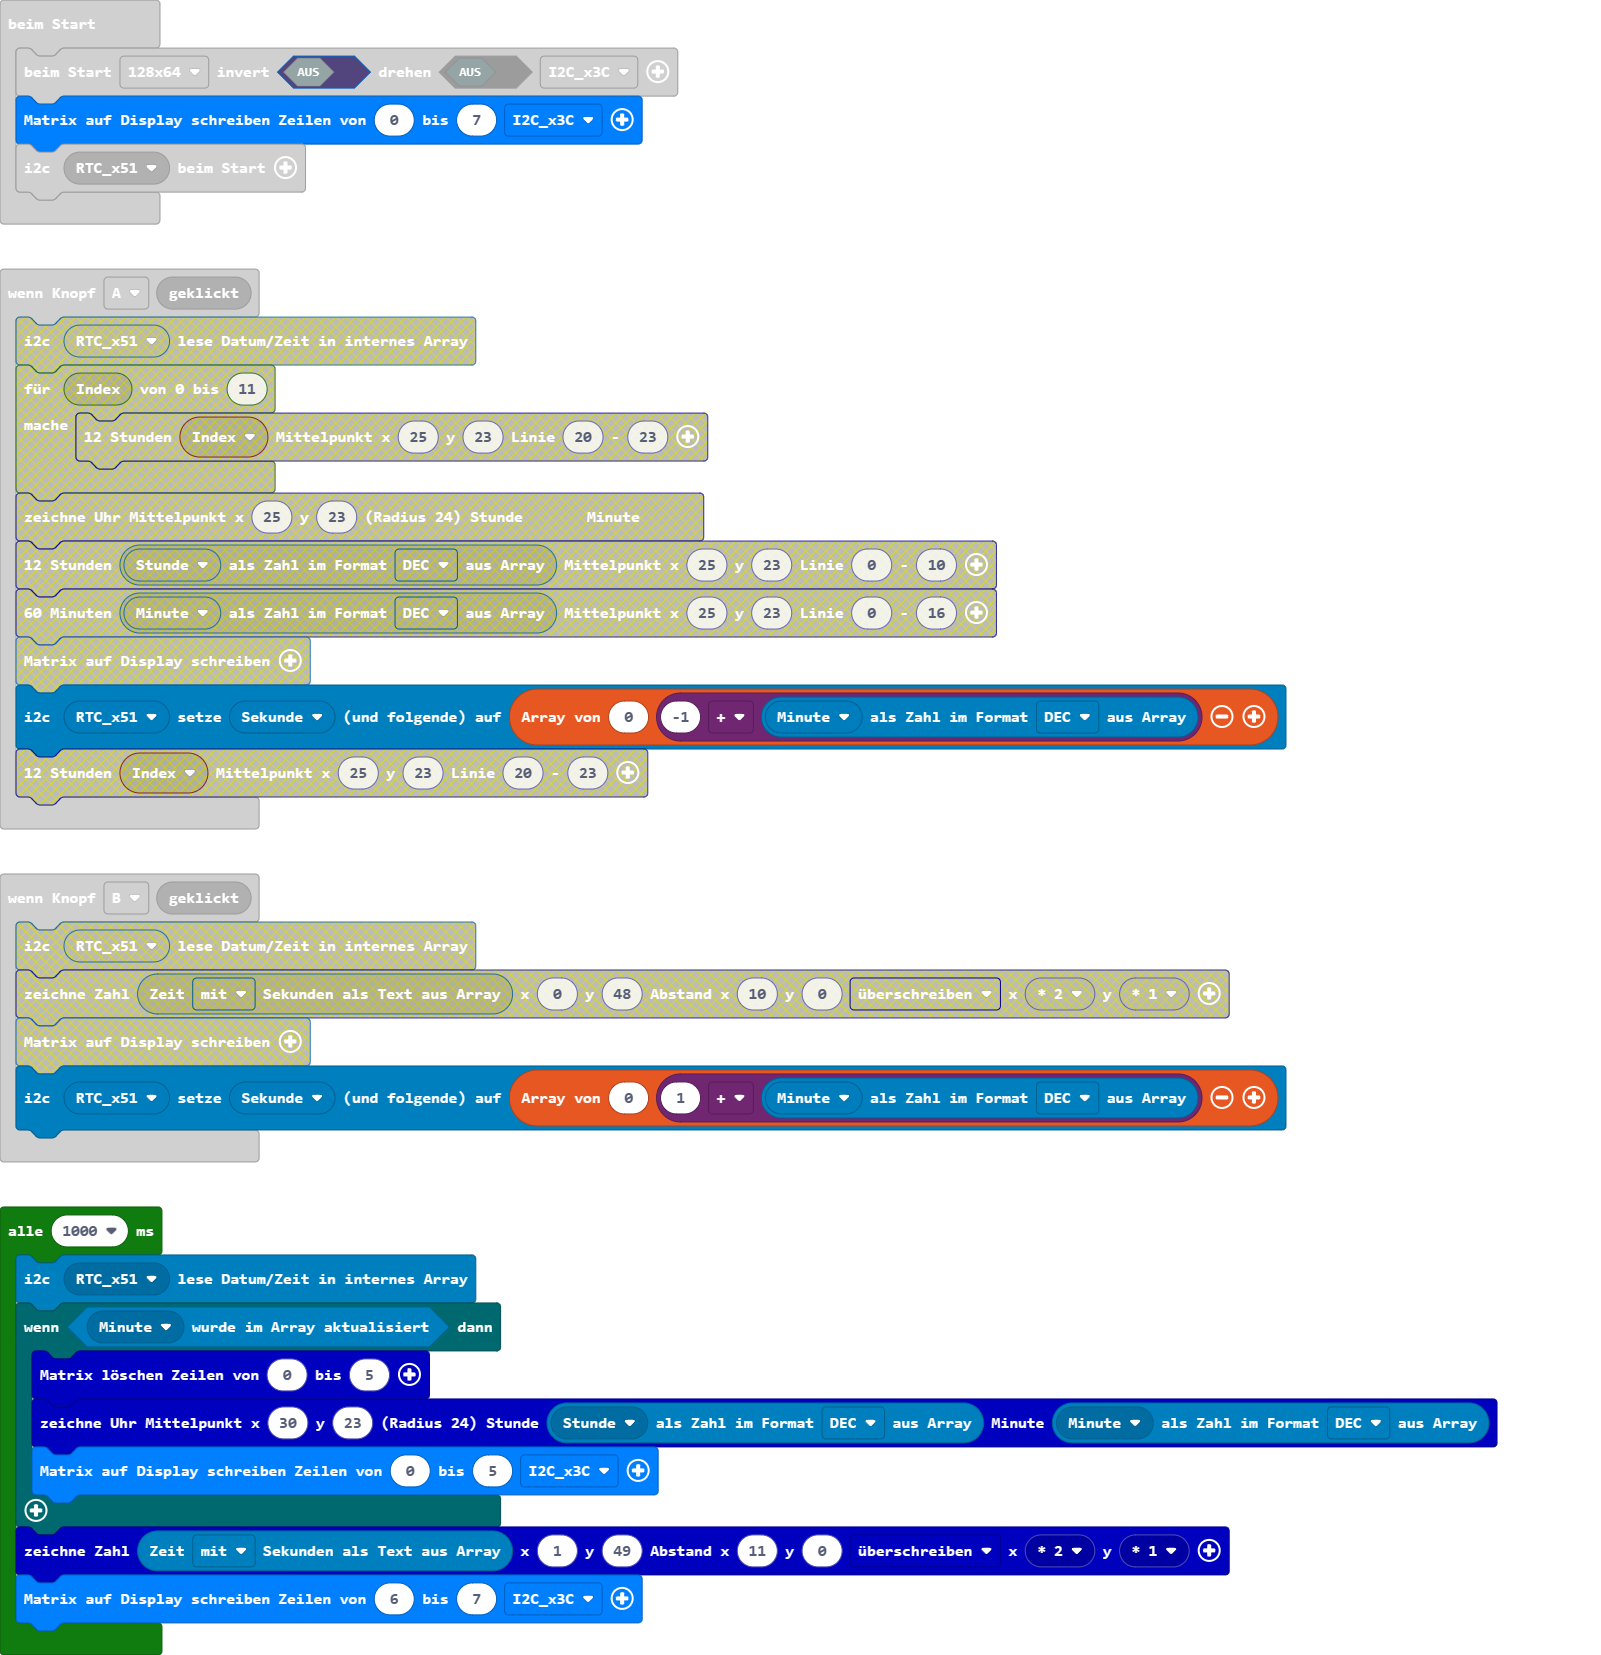 beim Start
beim Start 128x64 invert AUS drehen AUS I2C_x3C
Matrix auf Display schreiben Zeilen von 0 bis 7 I2C_x3C
i2c RTC_x51 beim Start
wenn Knopf A geklickt
i2c RTC_x51 lese Datum/Zeit in internes Array
für Index von 0 bis 11
mache 12 Stunden Index Mittelpunkt x 25 y 23 Linie 20 - 23
zeichne Uhr Mittelpunkt x 25 y 23 (Radius 24) Stunde Minute
12 Stunden Stunde als Zahl im Format DEC aus Array Mittelpunkt x 25 y 23 Linie 0 - 10
60 Minuten Minute als Zahl im Format DEC aus Array Mittelpunkt x 25 y 23 Linie 0 - 16
Matrix auf Display schreiben
i2c RTC_x51 setze Sekunde (und folgende) auf Array von 0 -1 + Minute als Zahl im Format DEC aus Array
12 Stunden Index Mittelpunkt x 25 y 23 Linie 20 - 23
wenn Knopf B geklickt
i2c RTC_x51 lese Datum/Zeit in internes Array
zeichne Zahl Zeit mit Sekunden als Text aus Array x 0 y 48 Abstand x 10 y 0 überschreiben x * 2 y * 1
Matrix auf Display schreiben
i2c RTC_x51 setze Sekunde (und folgende) auf Array von 0 1 + Minute als Zahl im Format DEC aus Array
alle 1000 ms
i2c RTC_x51 lese Datum/Zeit in internes Array
wenn Minute wurde im Array aktualisiert dann
Matrix löschen Zeilen von 0 bis 5
zeichne Uhr Mittelpunkt x 30 y 23 (Radius 24) Stunde Stunde als Zahl im Format DEC aus Array Minute Minute als Zahl im Format DEC aus Array
Matrix auf Display schreiben Zeilen von 0 bis 5 I2C_x3C
zeichne Zahl Zeit mit Sekunden als Text aus Array x 1 y 49 Abstand x 11 y 0 überschreiben x * 2 y * 1
Matrix auf Display schreiben Zeilen von 6 bis 7 I2C_x3C